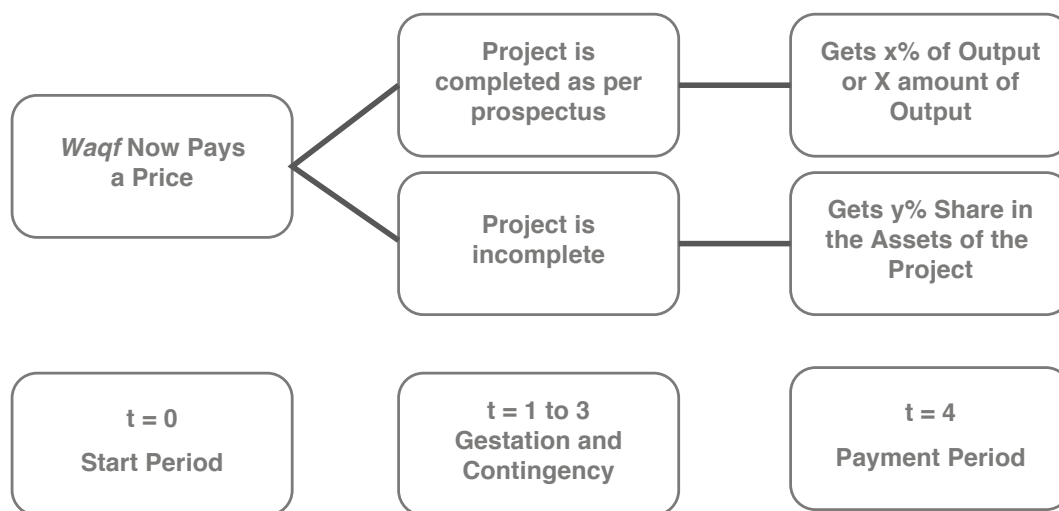 Waqf Now Pays
a Price
Project is
completed as per
prospectus
Gets x% of Output
or X amount of
Output
Project is
incomplete
Gets y% Share in
the Assets of the
Project
t = 0
Start Period
t = 1 to 3
Gestation and
Contingency
t = 4
Payment Period